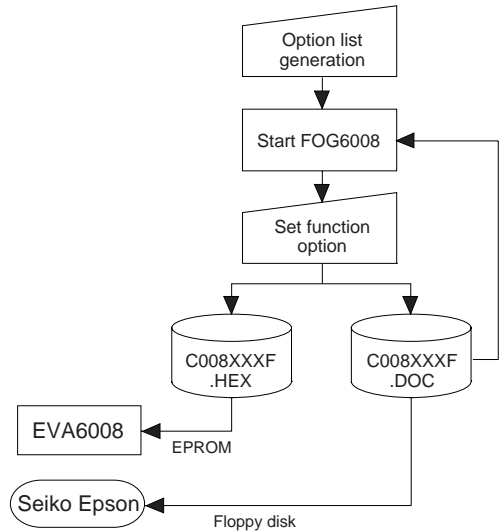 Option list
generation
Start FOG6008
Set function
option
C008XXXF
.HEX
C008XXXF
.DOC
EVA6008
EPROM
Seiko Epson
Floppy disk